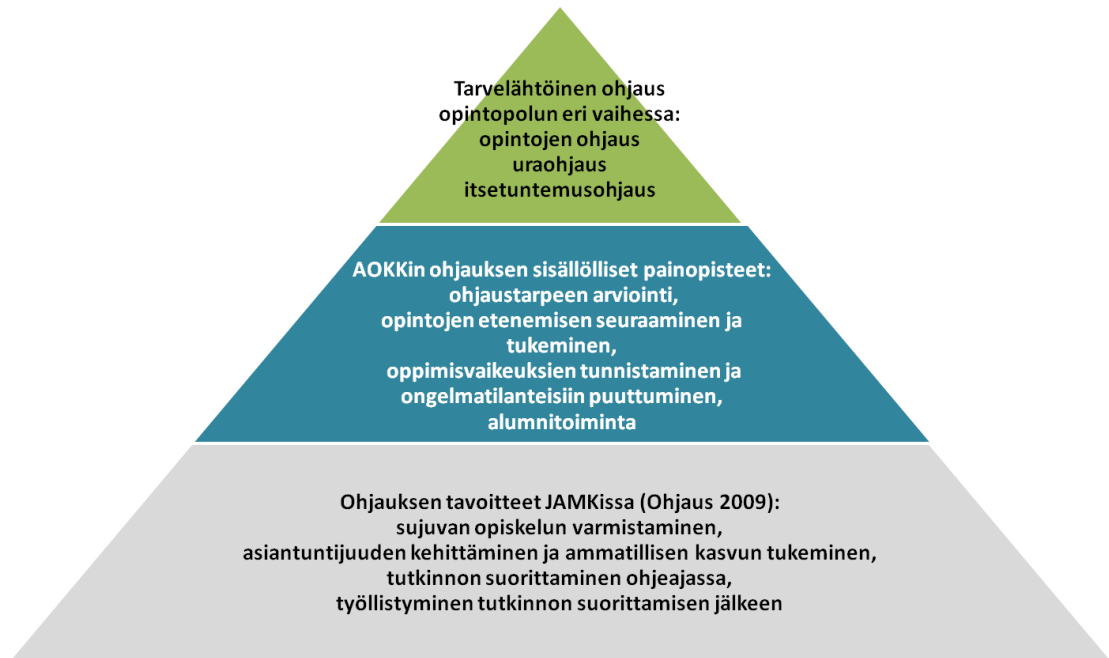 Tarvelähtöinen ohjaus
opintopolun eri vaihessa:
opintojen ohjaus
uraohjaus
itsetuntemusohjaus
AOKKin ohjauksen sisällölliset painopisteet:
ohjaustarpeen arviointi,
opintojen etenemisen seuraaminen ja
tukeminen,
oppimisvaikeuksien tunnistaminen ja
ongelmatilanteisiin puuttuminen,
alumnitoiminta
Ohjauksen tavoitteet JAMKissa (Ohjaus 2009):
sujuvan opiskelun varmistaminen,
asiantuntijuuden kehittäminen ja ammatillisen kasvun tukeminen,
tutkinnon suorittaminen ohjeajassa,
työllistyminen tutkinnon suorittamisen jälkeen